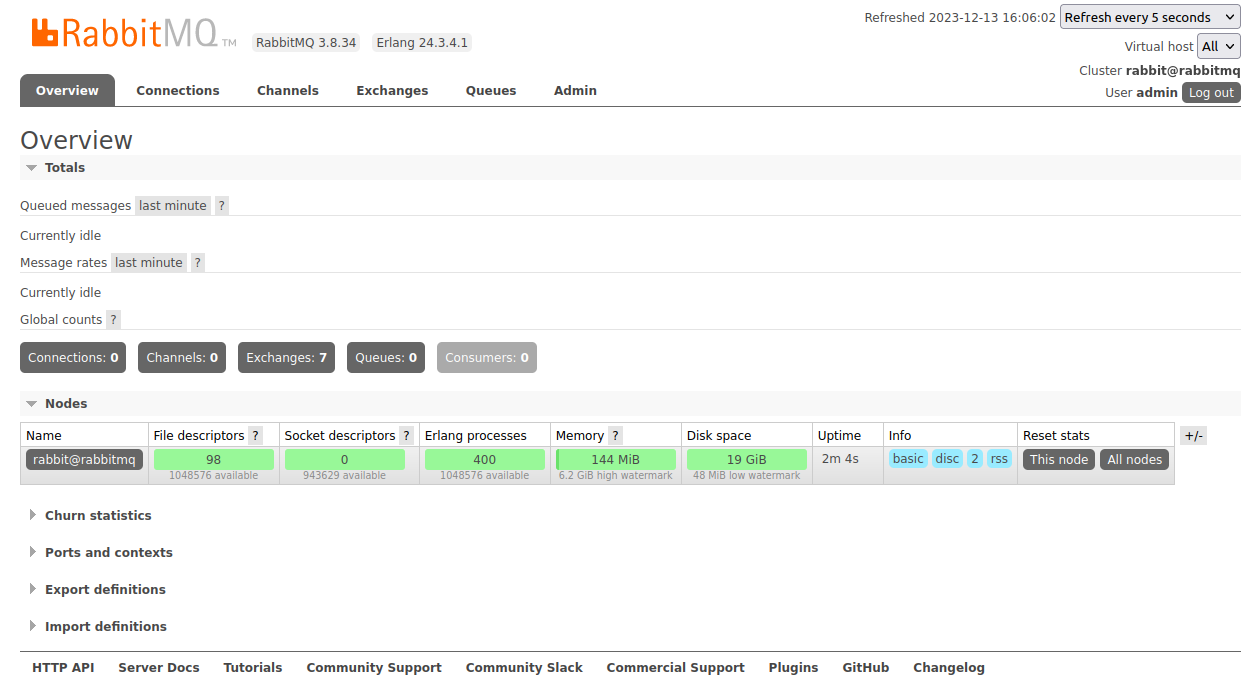 RabbitMQ TM RabbitMQ 3.8.34 Erlang 24.3.4.1
Refreshed 2023-12-13 16:06:02 Refresh every 5 seconds
Virtual host All
Cluster rabbit@rabbitmq
User admin Log out
Overview Connections Channels Exchanges Queues Admin
Overview
Totals
Queued messages last minute ?
Currently idle
Message rates last minute ?
Currently idle
Global counts ?
Connections: 0 Channels: 0 Exchanges: 7 Queues: 0 Consumers: 0
Nodes
Name File descriptors ? Socket descriptors ? Erlang processes Memory ? Disk space Uptime Info Reset stats +/-
rabbit@rabbitmq 98 0 400 144 MiB 19 GiB 2m 4s basic disc 2 rss This node All nodes
1048576 available 943629 available 1048576 available 6.2 GiB high watermark 48 MiB low watermark
Churn statistics
Ports and contexts
Export definitions
Import definitions
HTTP API Server Docs Tutorials Community Support Community Slack Commercial Support Plugins GitHub Changelog